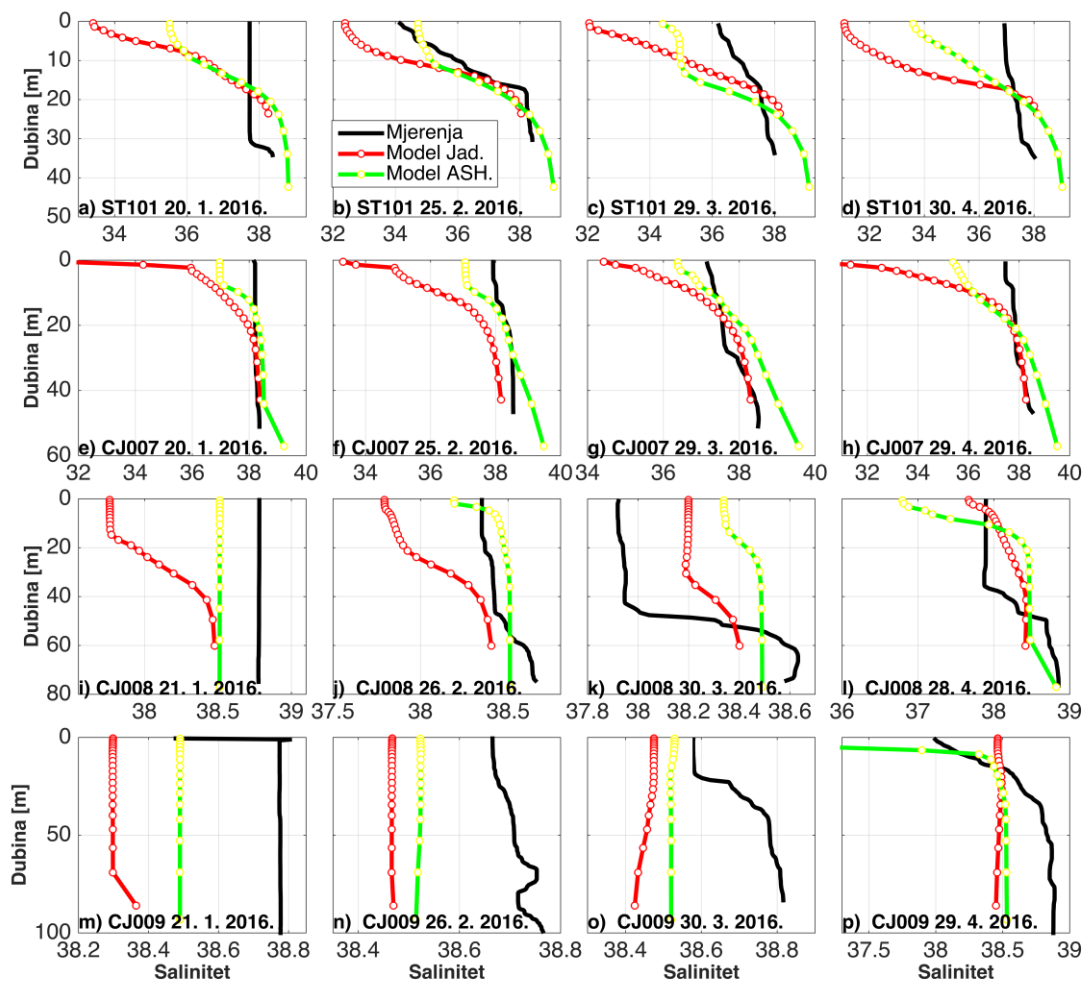 0
10
20
30
40
50
Dubina [m]
a) ST101 20. 1. 2016.
34 36 38
b) ST101 25. 2. 2016.
34 36 38
Mjerenja
Model Jad.
Model ASH.
c) ST101 29. 3. 2016.
32 34 36 38
d) ST101 30. 4. 2016.
32 34 36 38
0
20
40
60
Dubina [m]
e) CJ007 20. 1. 2016.
32 34 36 38 40
f) CJ007 25. 2. 2016.
34 36 38 40
g) CJ007 29. 3. 2016.
34 36 38 40
h) CJ007 29. 4. 2016.
32 34 36 38 40
0
20
40
60
80
Dubina [m]
i) CJ008 21. 1. 2016.
38 38.5 39
j) CJ008 26. 2. 2016.
37.5 38 38.5
k) CJ008 30. 3. 2016.
37.8 38 38.2 38.4 38.6
l) CJ008 28. 4. 2016.
36 37 38 39
0
50
100
Dubina [m]
m) CJ009 21. 1. 2016.
38.2 38.4 38.6 38.8
Salinitet
n) CJ009 26. 2. 2016.
38.4 38.6 38.8
Salinitet
o) CJ009 30. 3. 2016.
38.4 38.6 38.8
Salinitet
p) CJ009 29. 4. 2016.
37.5 38 38.5 39
Salinitet